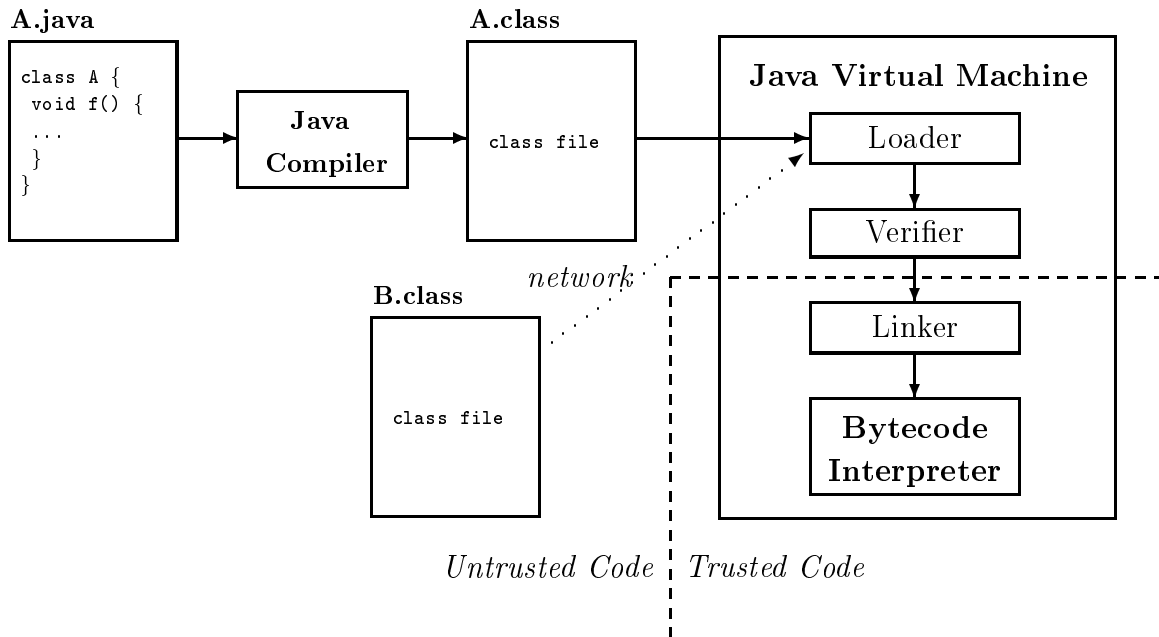 A.java
class A {
void f() {
...
}
}
Java
Compiler
A.class
class file
Java Virtual Machine
Loader
Verifier
Linker
Bytecode
Interpreter
network
B.class
class file
Untrusted Code
Trusted Code